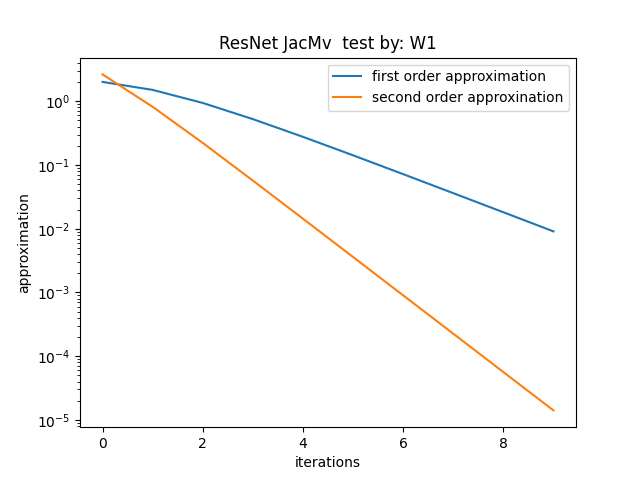 ResNet JacMv  test by: W1
first order approximation
second order approxination
approximation
10^0
10^-1
10^-2
10^-3
10^-4
10^-5
0 2 4 6 8
iterations